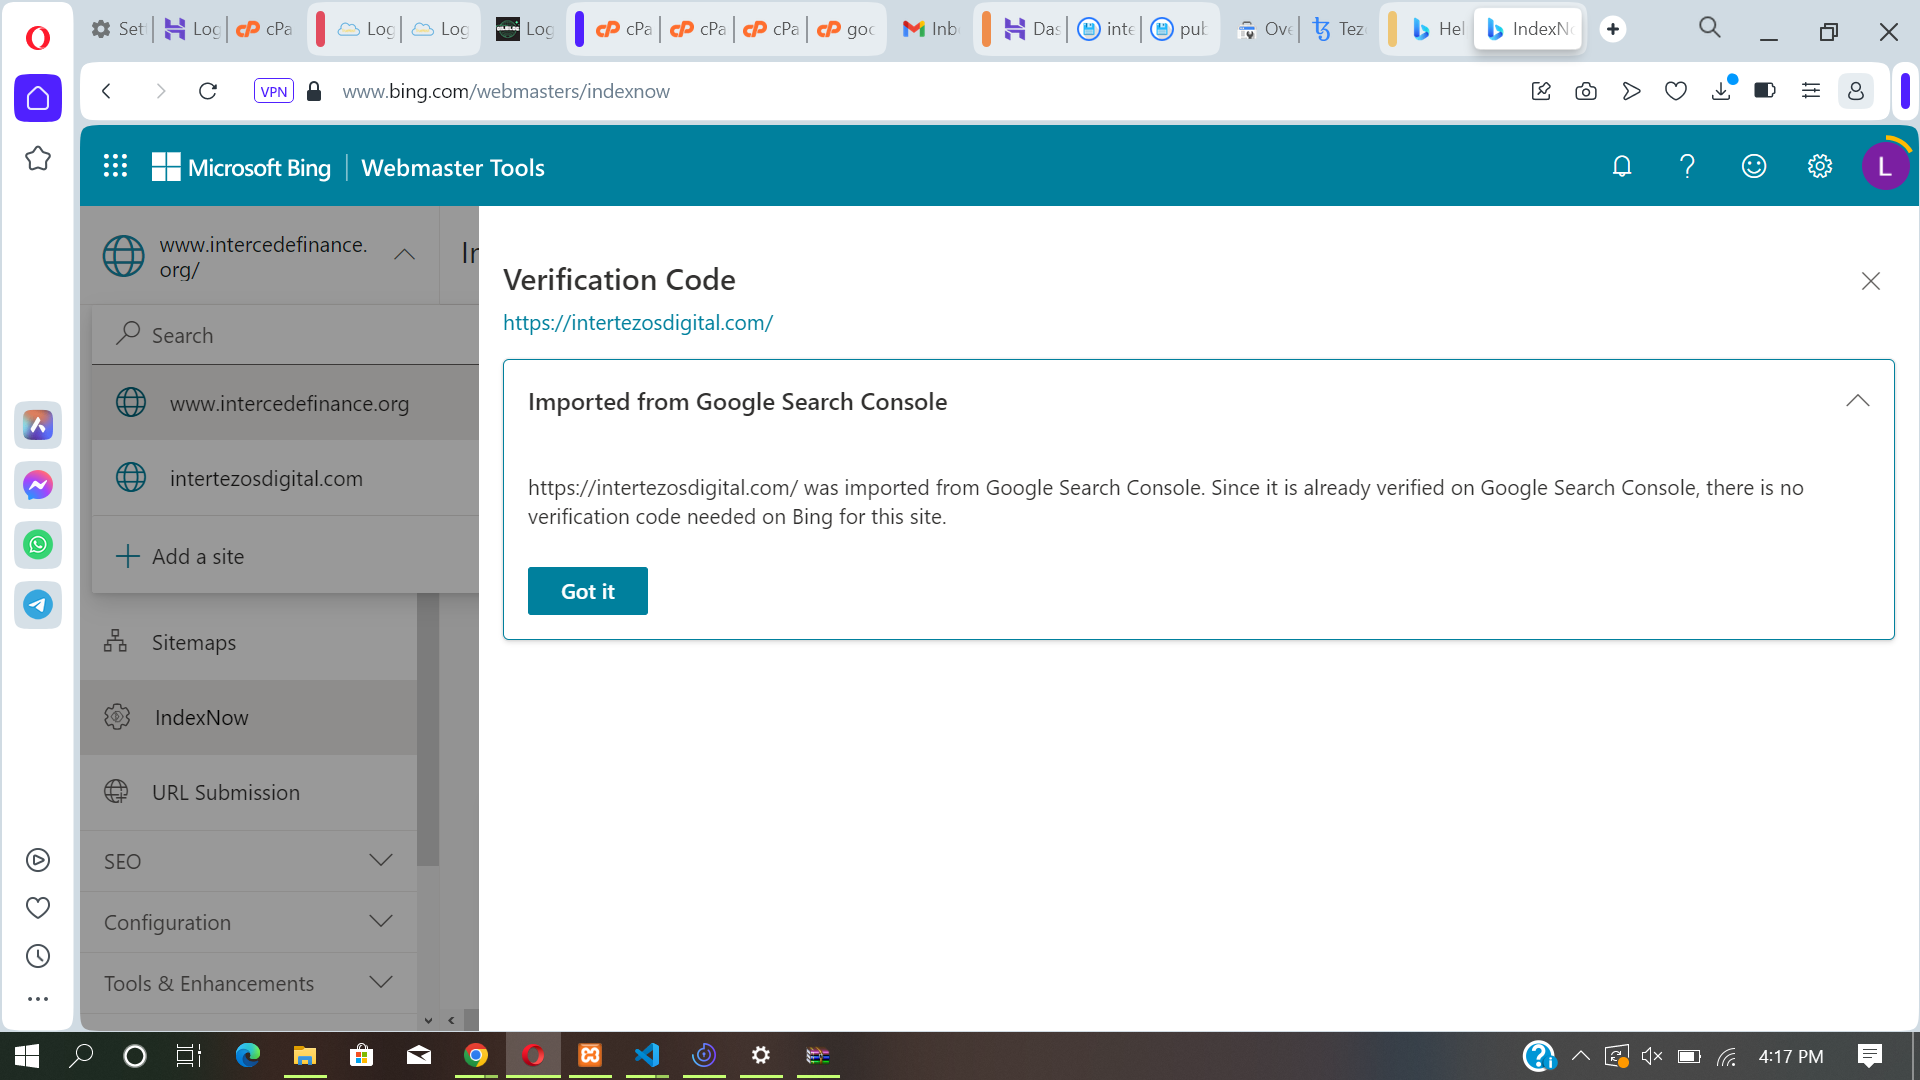 Set
Log
cPa
Log
Log
Log
cPa
cPa
cPa
goo
Inb
Das
inte
pub
Ove
Tez
Hel
IndexNo
VPN
www.bing.com/webmasters/indexnow
Microsoft Bing
Webmaster Tools
L
www.intercedefinance.
org/
In
Search
www.intercedefinance.org
intertezosdigital.com
Add a site
Sitemaps
IndexNow
URL Submission
SEO
Configuration
Tools & Enhancements
Verification Code
https://intertezosdigital.com/
Imported from Google Search Console
https://intertezosdigital.com/ was imported from Google Search Console. Since it is already verified on Google Search Console, there is no
verification code needed on Bing for this site.
Got it
4:17 PM